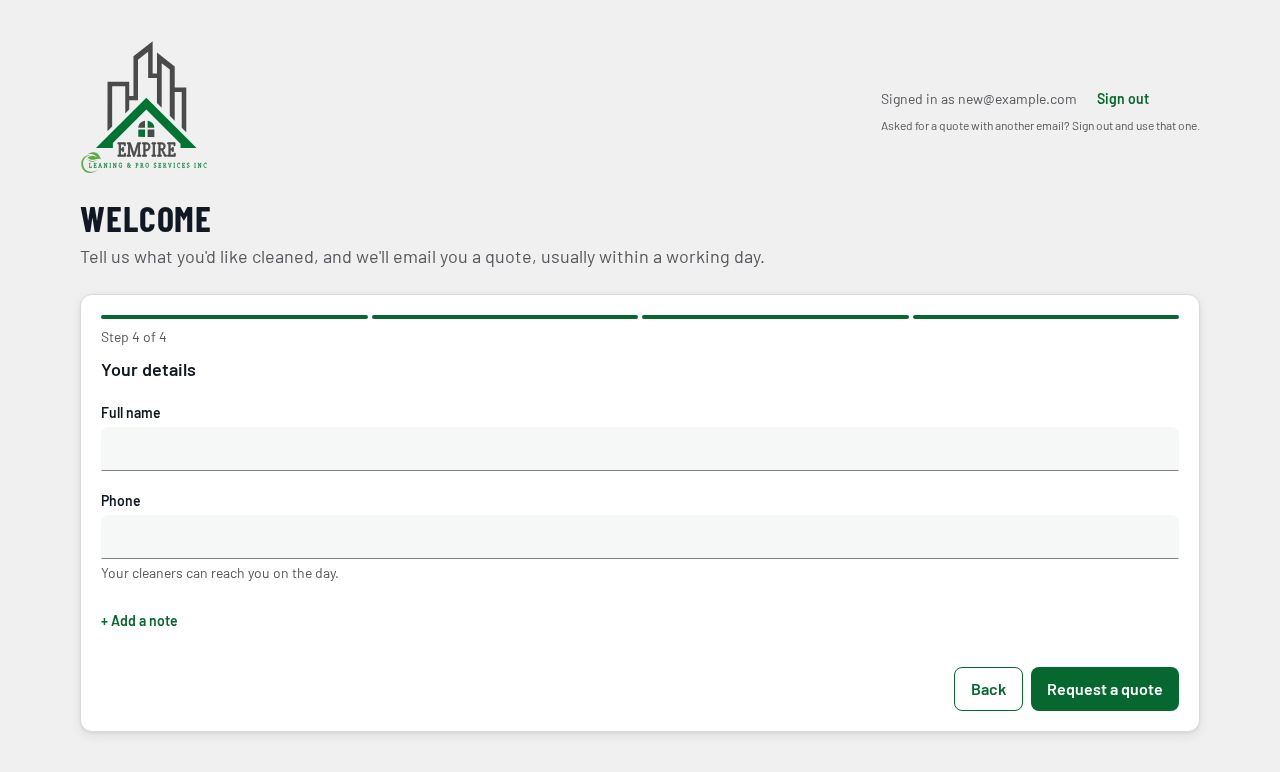 EMPIRE
LEANING & PRO SERVICES INC
Signed in as new@example.com
Sign out
Asked for a quote with another email? Sign out and use that one.
WELCOME
Tell us what you'd like cleaned, and we'll email you a quote, usually within a working day.
Step 4 of 4
Your details
Full name
Phone
Your cleaners can reach you on the day.
+ Add a note
Back
Request a quote